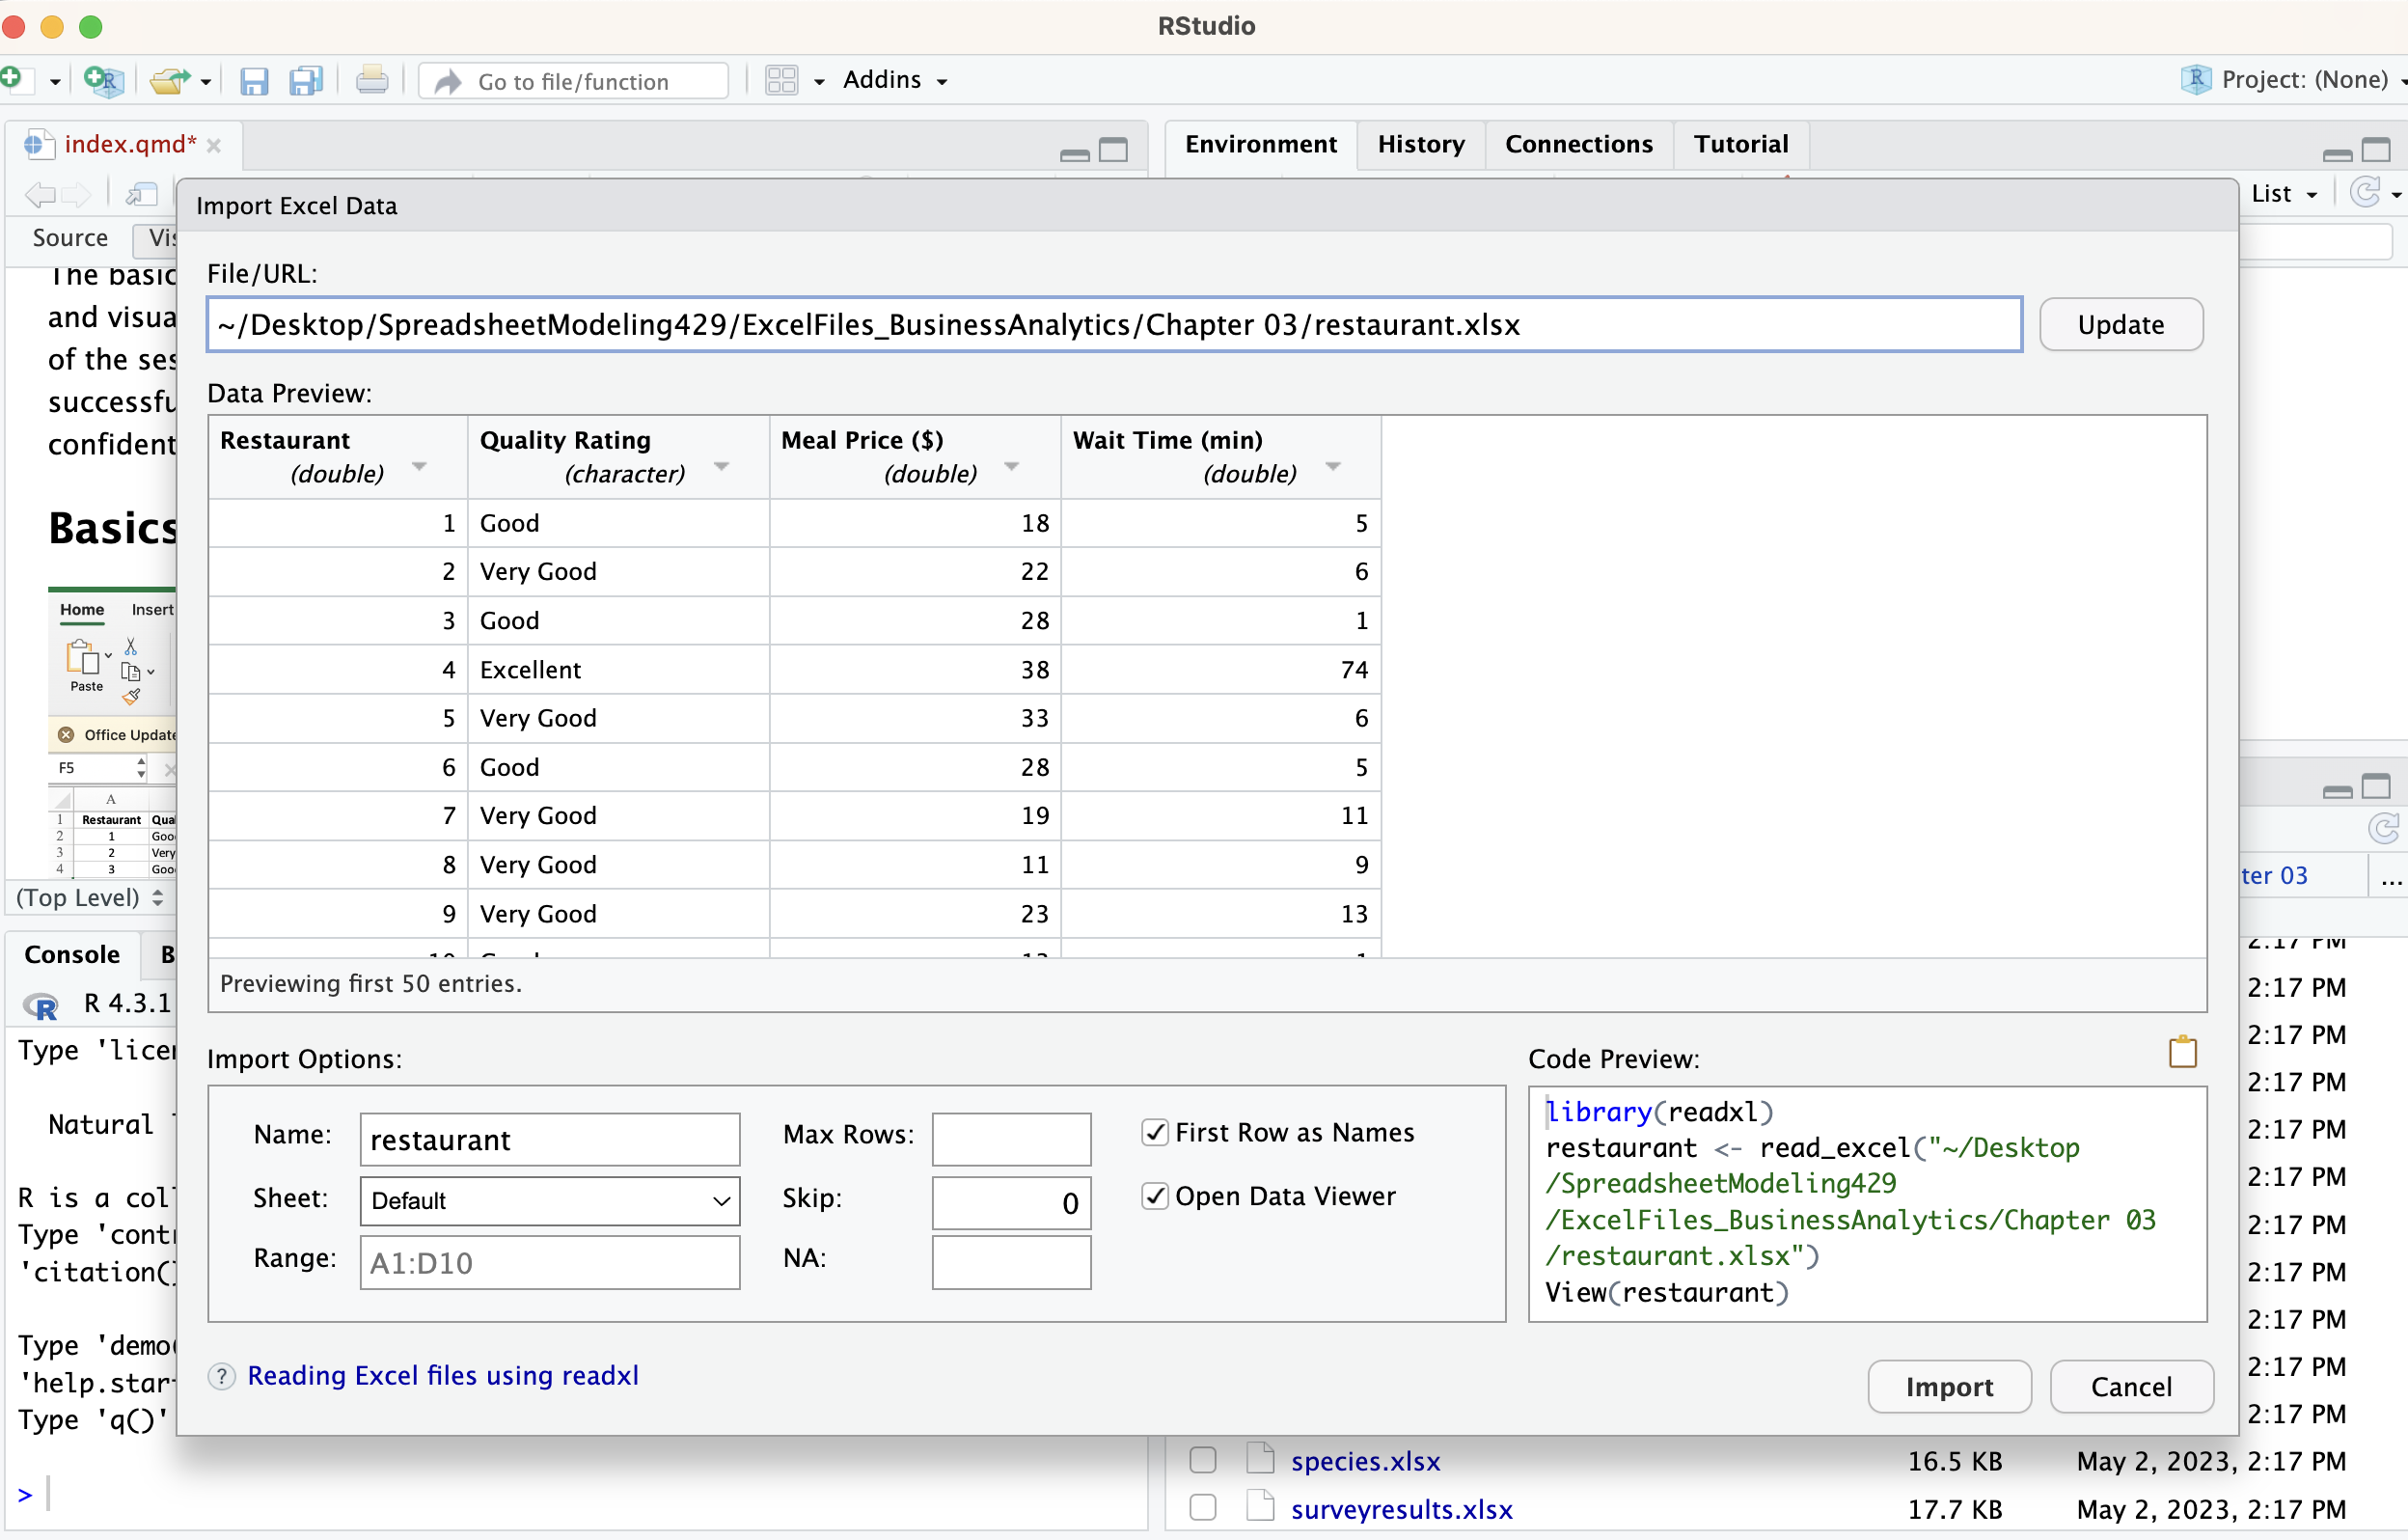 RStudio
Go to file/function
Addins
Project: (None)
index.qmd*
Environment
History
Connections
Tutorial
List
Source
Import Excel Data
File/URL:
~/Desktop/SpreadsheetModeling429/ExcelFiles_BusinessAnalytics/Chapter 03/restaurant.xlsx
Update
Data Preview:
Restaurant Quality Rating Meal Price ($) Wait Time (min)
(double) (character) (double) (double)
1 Good 18 5
2 Very Good 22 6
3 Good 28 1
4 Excellent 38 74
5 Very Good 33 6
6 Good 28 5
7 Very Good 19 11
8 Very Good 11 9
9 Very Good 23 13
Previewing first 50 entries.
Import Options:
Name: restaurant
Max Rows:
First Row as Names
Sheet: Default
Skip: 0
Open Data Viewer
Range: A1:D10
NA:
Code Preview:
library(readxl)
restaurant <- read_excel("~/Desktop
/SpreadsheetModeling429
/ExcelFiles_BusinessAnalytics/Chapter 03
/restaurant.xlsx")
View(restaurant)
? Reading Excel files using readxl
Import
Cancel
The basic
and visua
of the ses
successfu
confident
Basics
Home Insert
Paste
Office Update
F5
A
1 Restaurant Qua
2 1 Goo
3 2 Very
4 3 Goo
(Top Level)
Console B
R 4.3.1
Type 'licen
Natural
R is a col
Type 'contr
'citation()
Type 'demo
'help.start
Type 'q()'
>
ter 03
...
2:17 PM
2:17 PM
2:17 PM
2:17 PM
2:17 PM
2:17 PM
2:17 PM
2:17 PM
2:17 PM
2:17 PM
2:17 PM
species.xlsx 16.5 KB May 2, 2023, 2:17 PM
surveyresults.xlsx 17.7 KB May 2, 2023, 2:17 PM